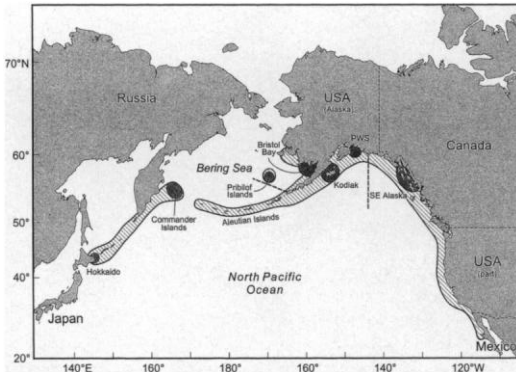 70°N
Russia
USA
(Alaska)
Canada
Bristol
Bay
PWS
60°
Bering Sea
Pribilof
Islands
Kodiak
SE Alaska
50°
Commander
Islands
Aleutian Islands
40°
Hokkaido
USA
(part)
North Pacific
Ocean
Japan
Mexico
20°
140°E
160°
180°
160°
140°
120°W